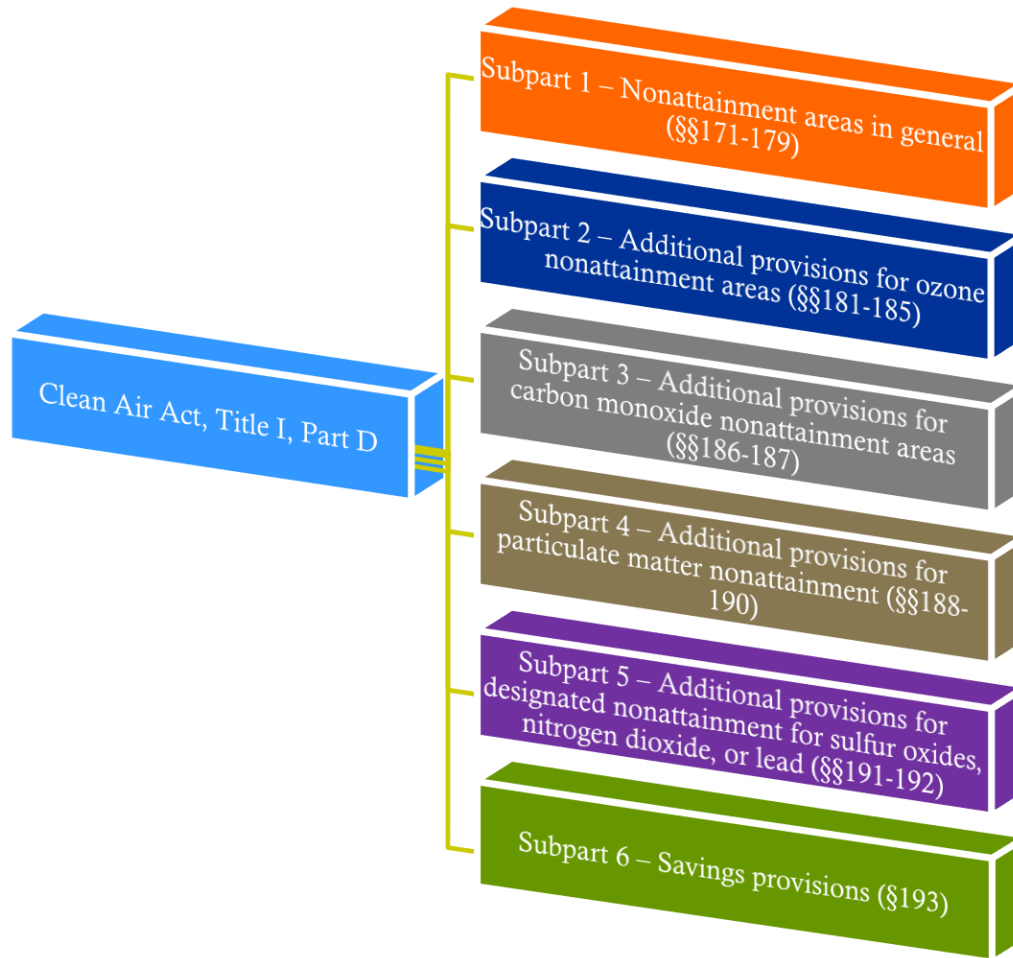 Clean Air Act, Title I, Part D
Subpart 1 – Nonattainment areas in general
(§§171-179)
Subpart 2 – Additional provisions for ozone
nonattainment areas (§§181-185)
Subpart 3 – Additional provisions for
carbon monoxide nonattainment areas
(§§186-187)
Subpart 4 – Additional provisions for
particulate matter nonattainment (§§188-
190)
Subpart 5 – Additional provisions for
designated nonattainment for sulfur oxides,
nitrogen dioxide, or lead (§§191-192)
Subpart 6 – Savings provisions (§193)